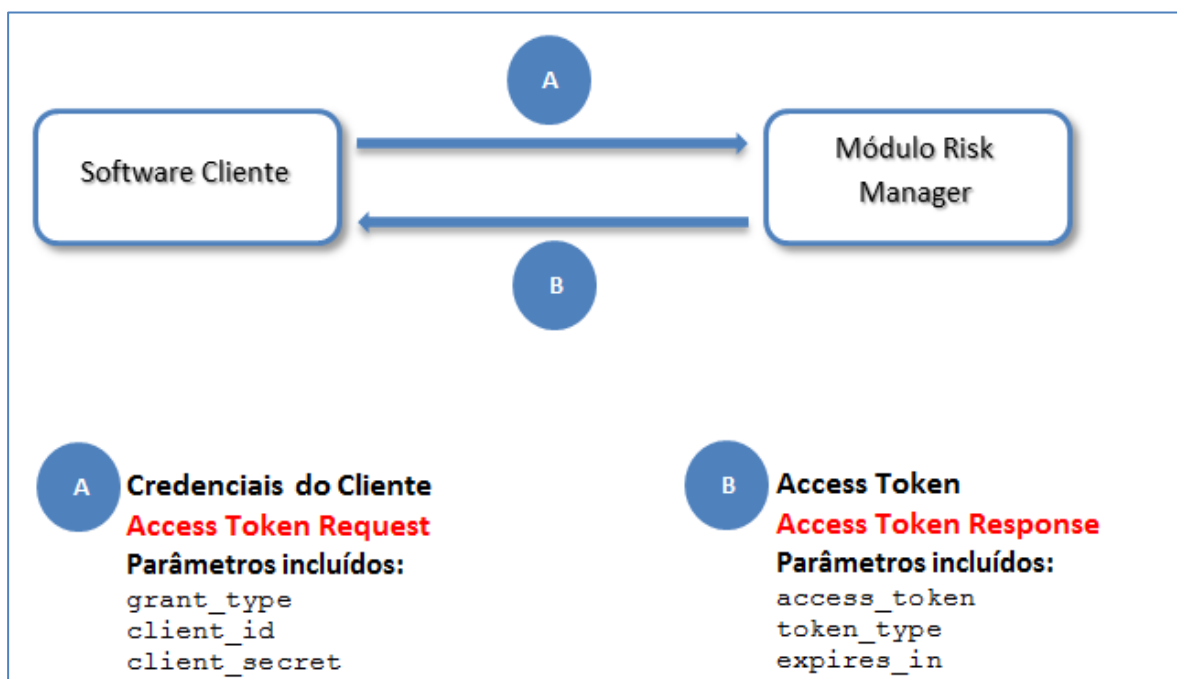 A
Software Cliente
Módulo Risk
Manager
B
A
Credenciais do Cliente
Access Token Request
Parâmetros incluídos:
grant_type
client_id
client_secret
B
Access Token
Access Token Response
Parâmetros incluídos:
access_token
token_type
expires_in